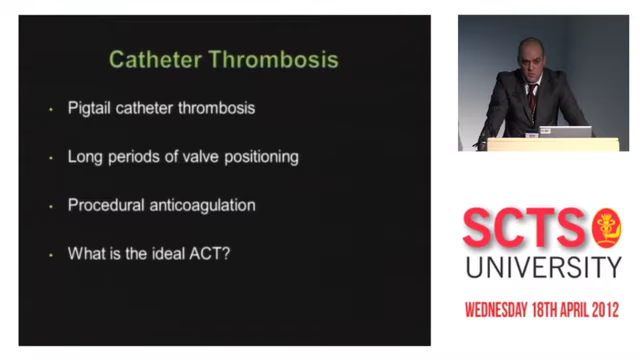 Catheter Thrombosis
Pigtail catheter thrombosis
Long periods of valve positioning
Procedural anticoagulation
What is the ideal ACT?
SCTS
UNIVERSITY
WEDNESDAY 18TH APRIL 2012